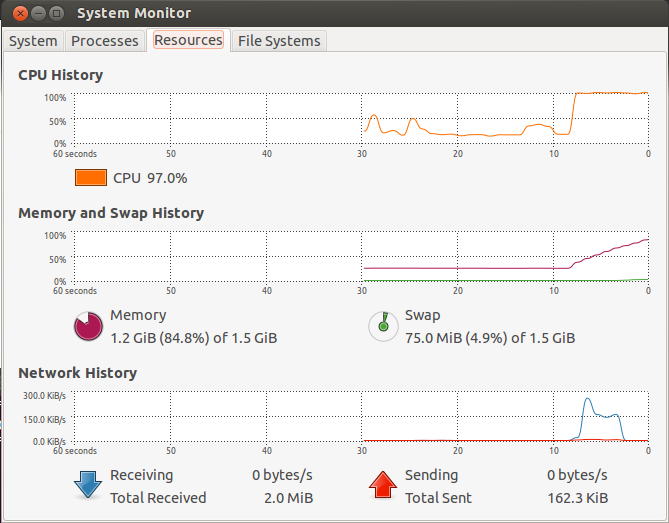 System Monitor
System Processes Resources File Systems
CPU History
100%
50%
0%
60 seconds 50 40 30 20 10 0
CPU 97.0%
Memory and Swap History
100%
50%
0%
60 seconds 50 40 30 20 10 0
Memory Swap
1.2 GiB (84.8%) of 1.5 GiB 75.0 MiB (4.9%) of 1.5 GiB
Network History
300.0 KiB/s
150.0 KiB/s
0.0 KiB/s
60 seconds 50 40 30 20 10 0
Receiving 0 bytes/s Sending 0 bytes/s
Total Received 2.0 MiB Total Sent 162.3 KiB